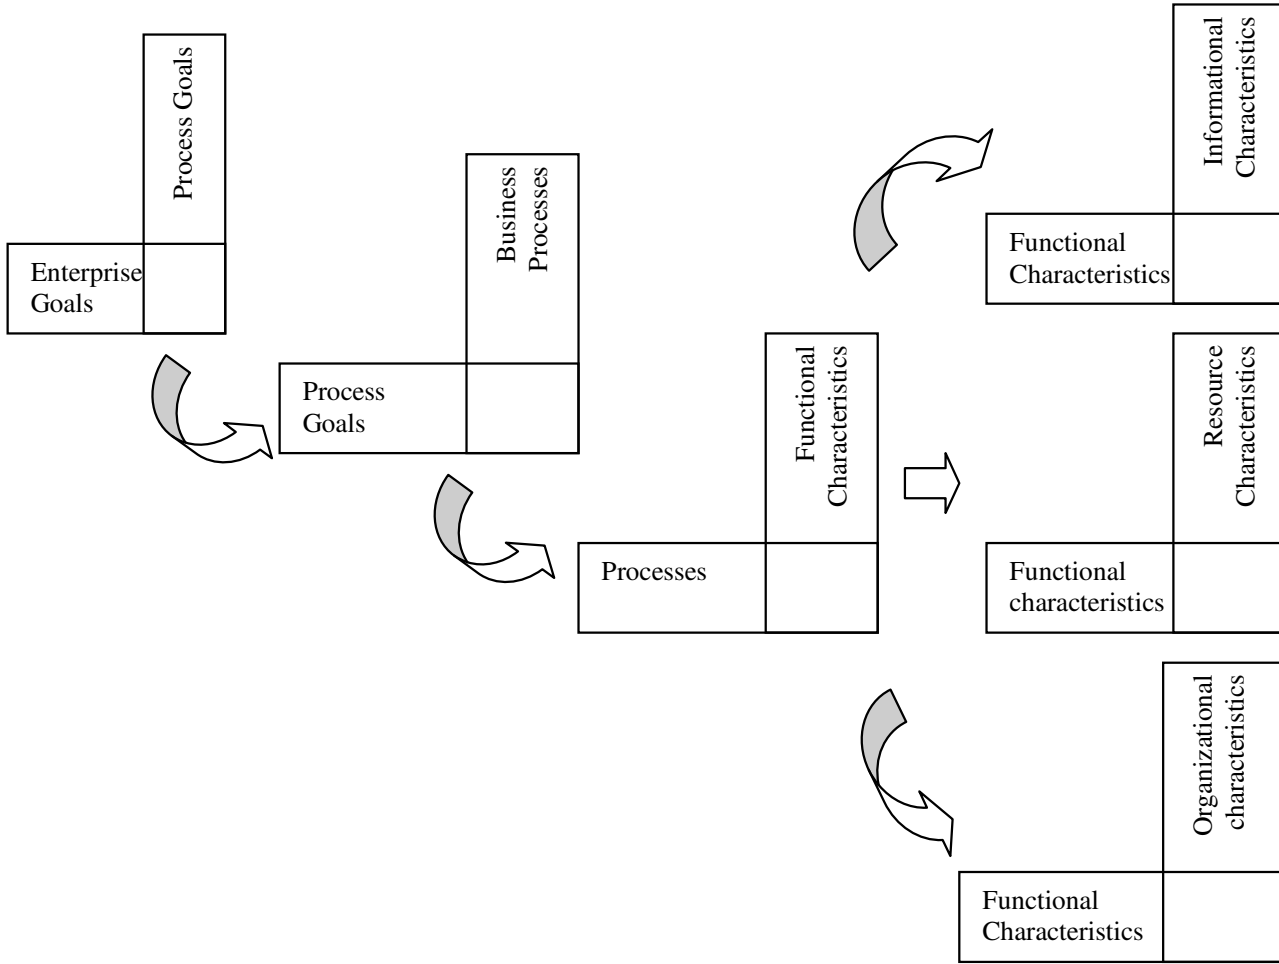 Process Goals
Enterprise
Goals
Business
Processes
Process
Goals
Functional
Characteristics
Processes
Informational
Characteristics
Functional
Characteristics
Resource
Characteristics
Functional
characteristics
Organizational
characteristics
Functional
Characteristics